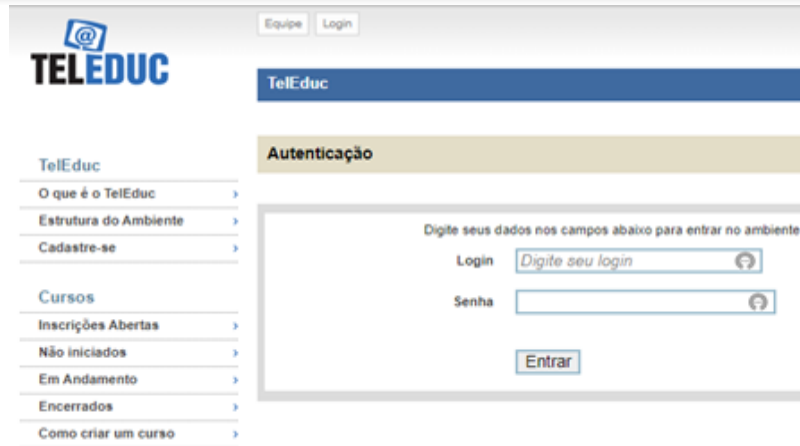 Equipe Login
@
TELEDUC
TelEduc
Autenticação
TelEduc
O que é o TelEduc
Estrutura do Ambiente
Cadastre-se
Cursos
Inscrições Abertas
Não iniciados
Em Andamento
Encerrados
Como criar um curso
Digite seus dados nos campos abaixo para entrar no ambiente
Login Digite seu login
Senha
Entrar